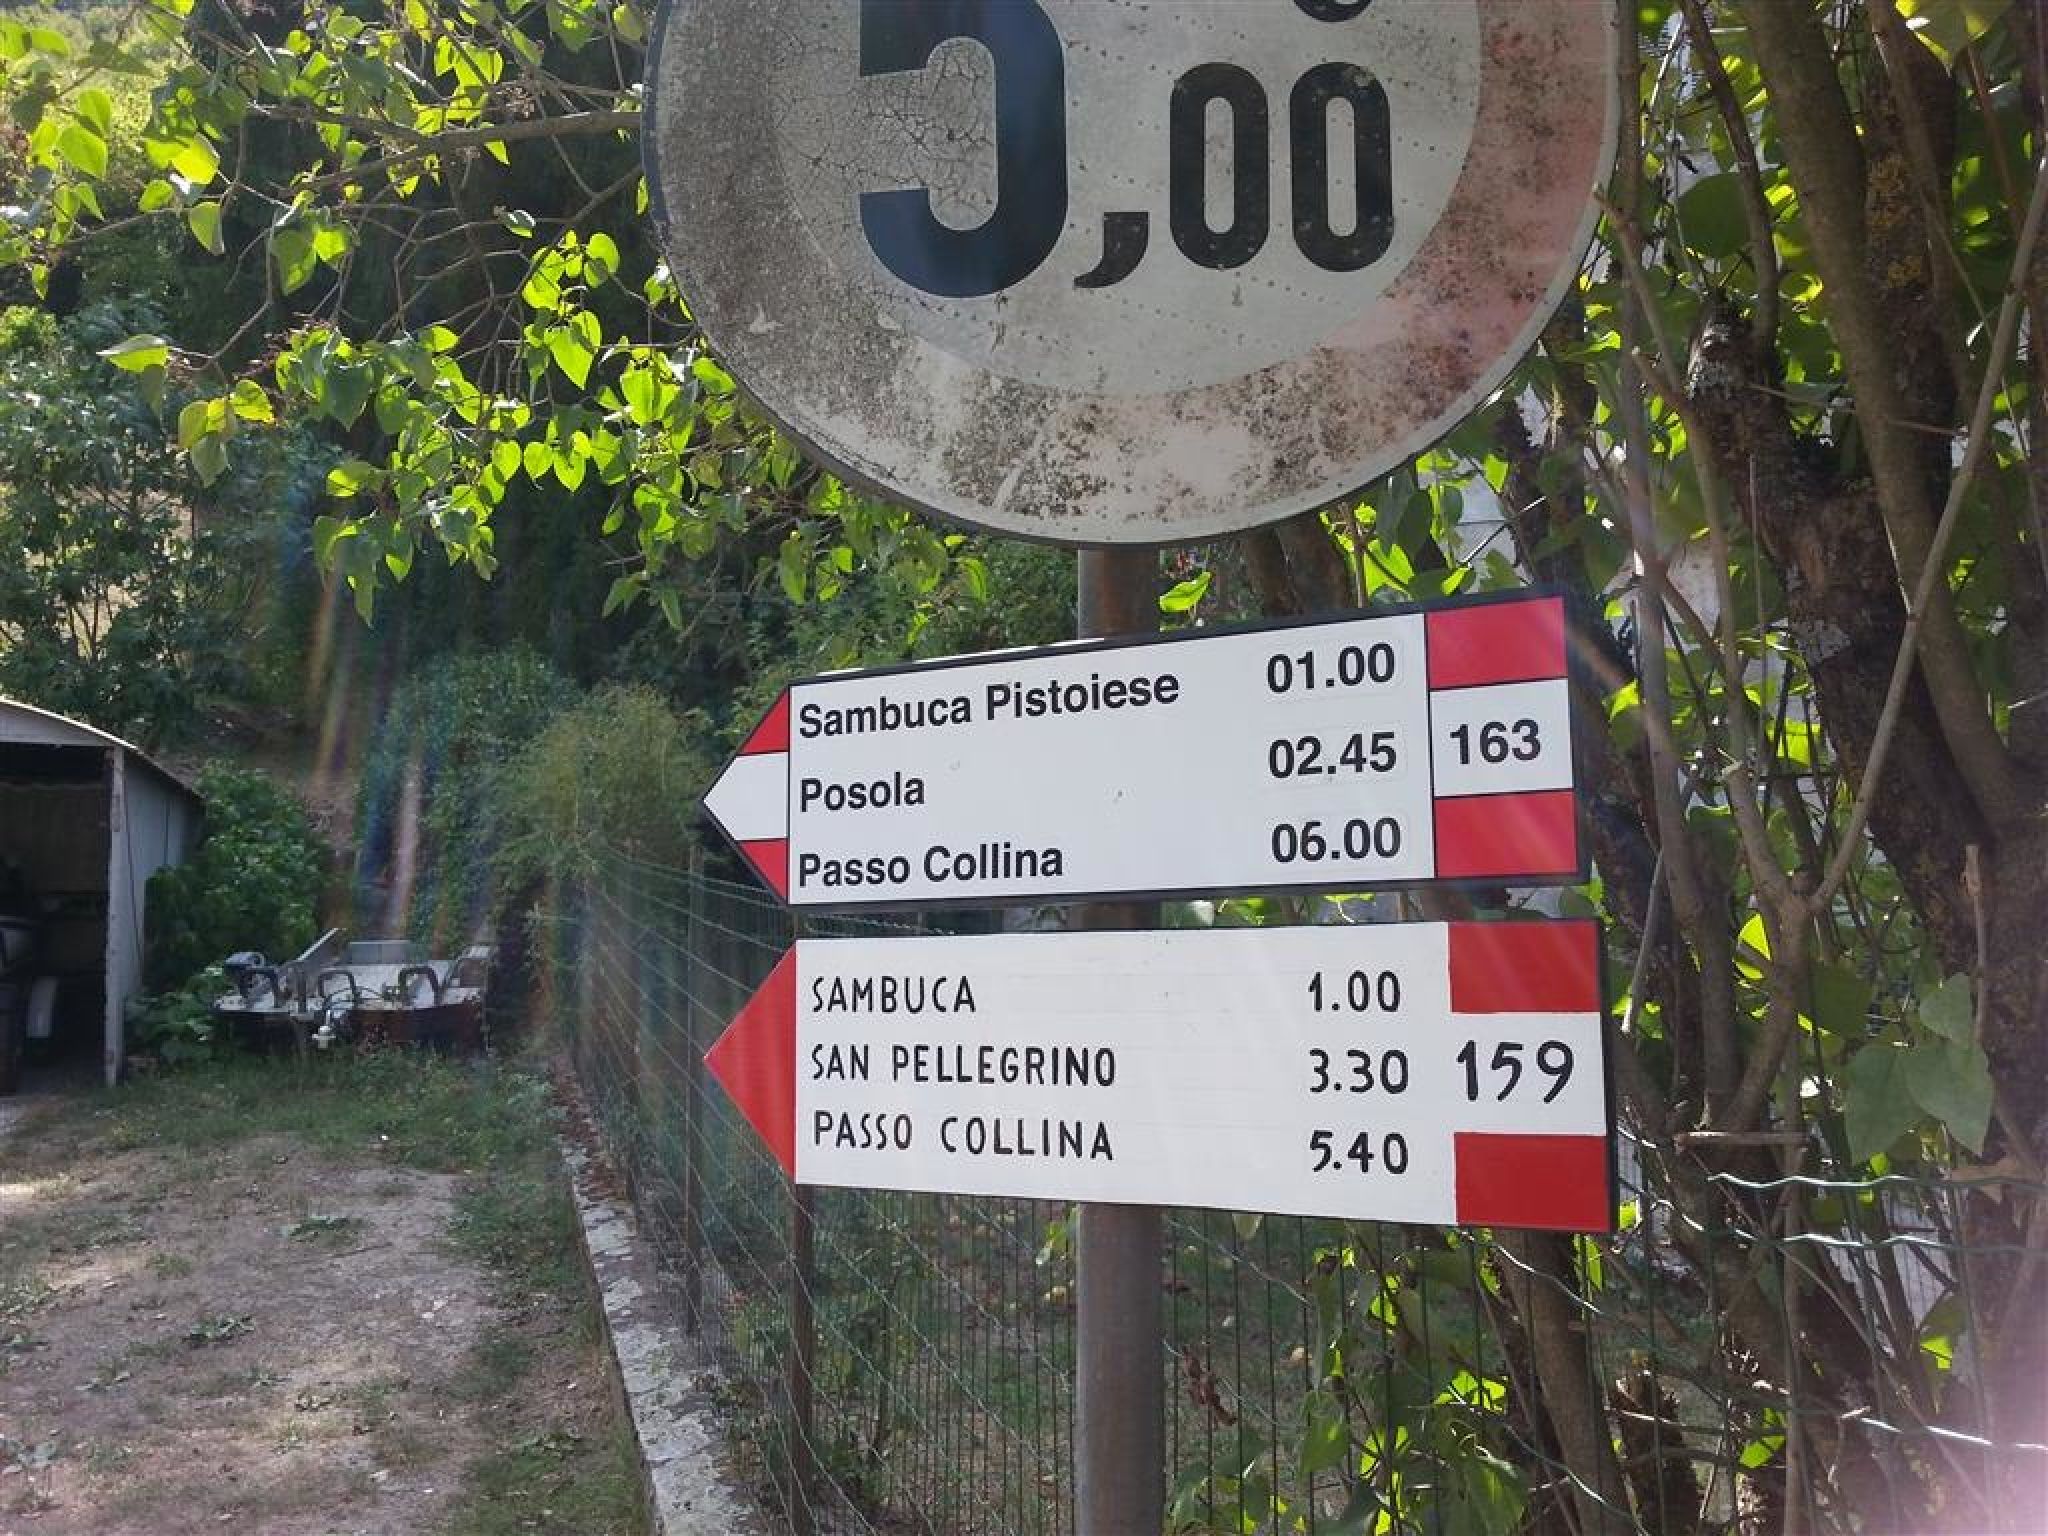 5,00
Sambuca Pistoiese 01.00
Posola 02.45
Passo Collina 06.00
163
SAMBUCA 1.00
SAN PELLEGRINO 3.30
PASSO COLLINA 5.40
159